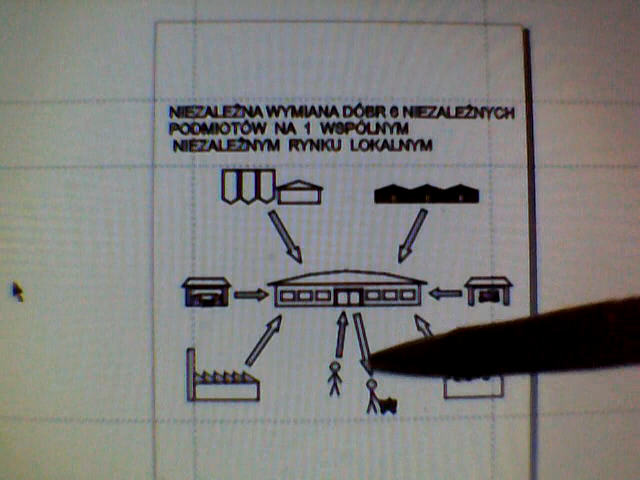 NIEZALEŻNA WYMIANA DÓBR 6 NIEZALEŻNYCH
PODMIOTÓW NA 1 WSPÓLNYM
NIEZALEŻNYM RYNKU LOKALNYM